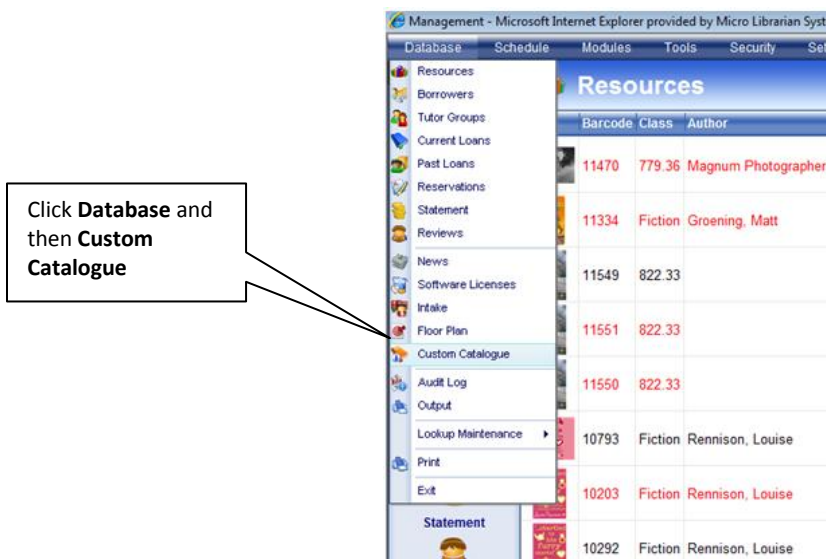 Management - Microsoft Internet Explorer provided by Micro Librarian Syst
Database Schedule Modules Tools Security Sel
Resources
Borrowers
Tutor Groups
Current Loans
Past Loans
Reservations
Statement
Reviews
News
Software Licenses
Intake
Floor Plan
Custom Catalogue
Audit Log
Output
Lookup Maintenance
Print
Exit
Statement
Click Database and
then Custom
Catalogue
Resources
Barcode Class Author
11470 779.36 Magnum Photographer
11334 Fiction Groening, Matt
11549 822.33
11551 822.33
11550 822.33
10793 Fiction Rennison, Louise
10203 Fiction Rennison, Louise
10292 Fiction Rennison, Louise